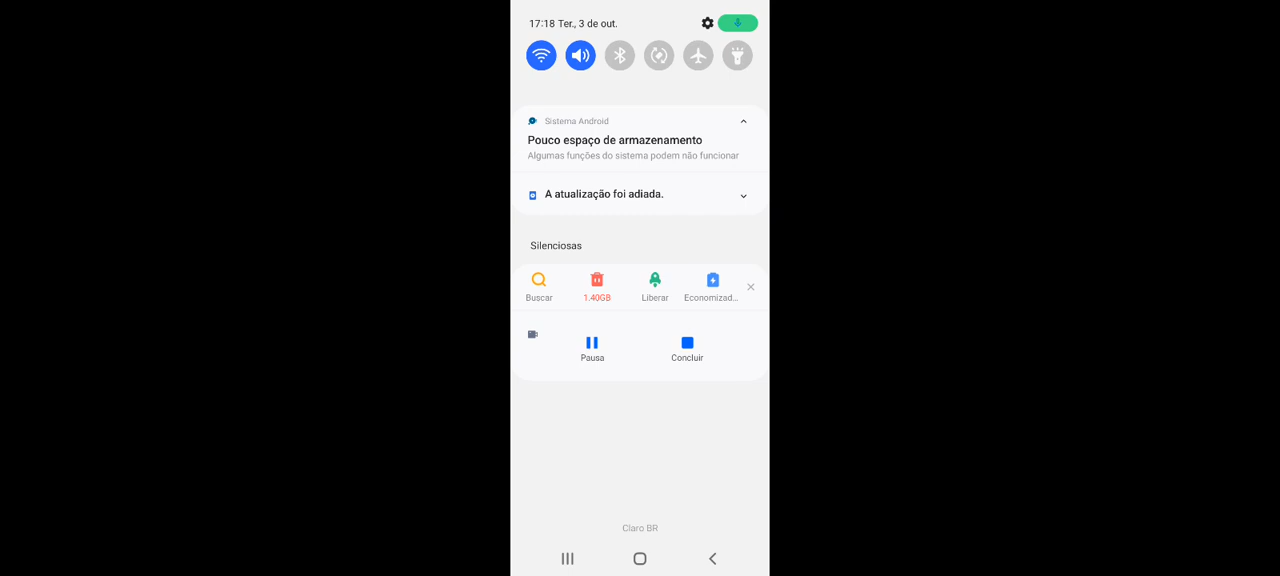 17:18 Ter., 3 de out.
Sistema Android
Pouco espaço de armazenamento
Algumas funções do sistema podem não funcionar
A atualização foi adiada.
Silenciosas
Buscar
1.40GB
Liberar
Economizad...
Pausa
Concluir
Claro BR